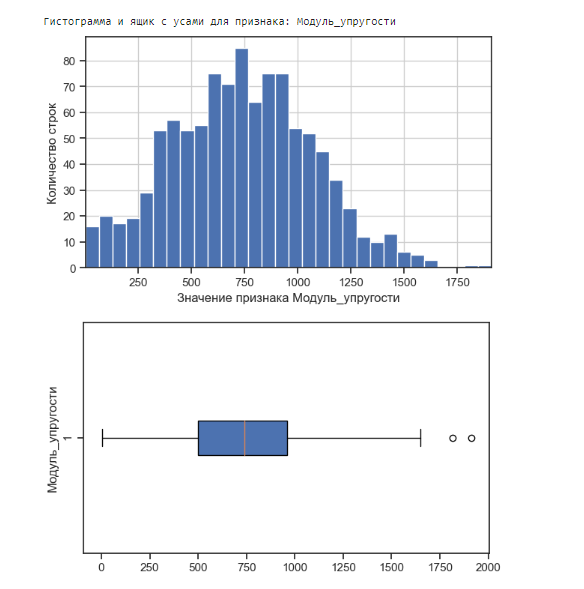 Гистограмма и ящик с усами для признака: Модуль_упругости
Количество строк
80
70
60
50
40
30
20
10
0
250 500 750 1000 1250 1500 1750
Значение признака Модуль_упругости
Модуль_упругости
1
0 250 500 750 1000 1250 1500 1750 2000